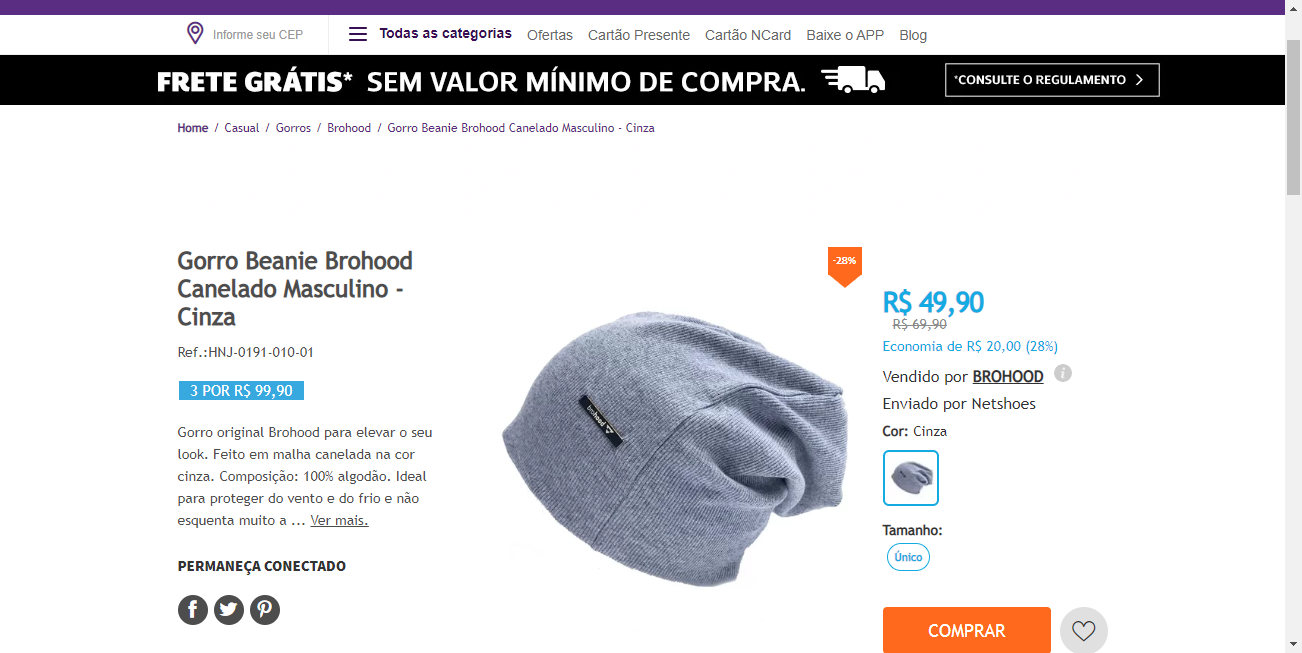 Informe seu CEP
Todas as categorias
Ofertas
Cartão Presente
Cartão NCard
Baixe o APP
Blog
FRETE GRÁTIS* SEM VALOR MÍNIMO DE COMPRA.
*CONSULTE O REGULAMENTO
Home / Casual / Gorros / Brohood / Gorro Beanie Brohood Canelado Masculino - Cinza
Gorro Beanie Brohood
Canelado Masculino -
Cinza
Ref.:HNJ-0191-010-01
3 POR R$ 99,90
Gorro original Brohood para elevar o seu
look. Feito em malha canelada na cor
cinza. Composição: 100% algodão. Ideal
para proteger do vento e do frio e não
esquenta muito a ... Ver mais.
PERMANEÇA CONECTADO
brohood
-28%
R$ 49,90
R$ 69,90
Economia de R$ 20,00 (28%)
Vendido por BROHOOD
Enviado por Netshoes
Cor: Cinza
Tamanho:
Único
COMPRAR